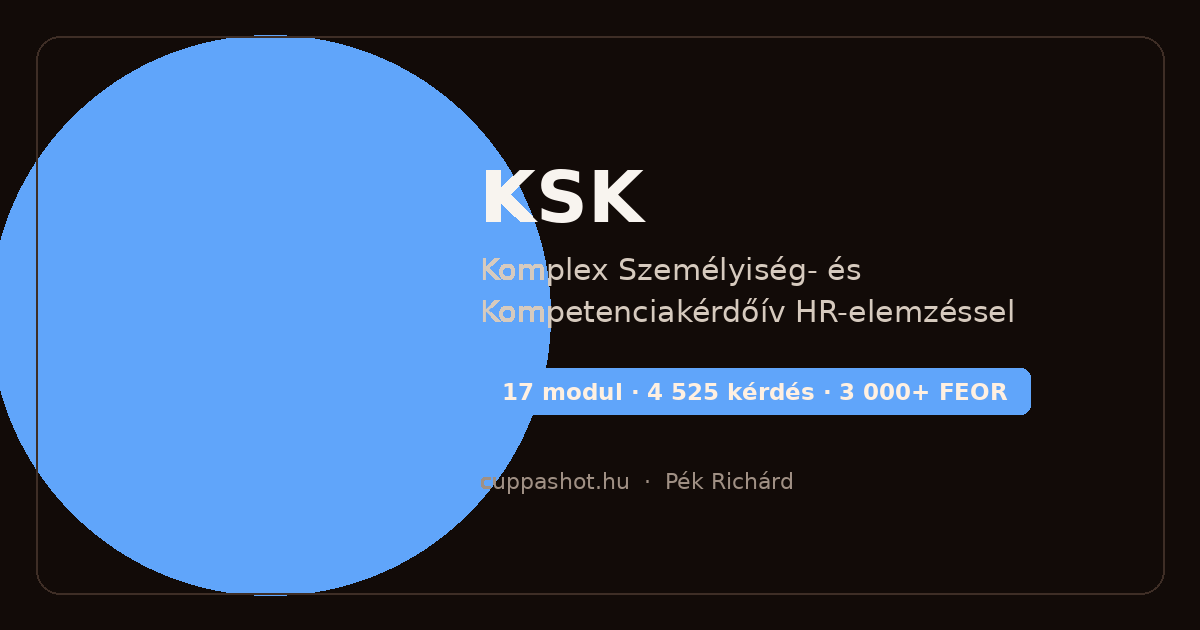 KSK
Komplex Személyiség- és
Kompetenciakérdőív HR-elemzéssel
17 modul · 4 525 kérdés · 3 000+ FEOR
cuppashot.hu · Pék Richárd